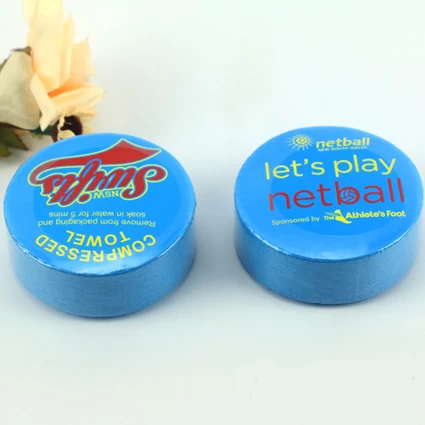 NSW
Swifts
Remove from packaging and
soak in water for 5 mins
COMPRESSED
TOWEL
netball
NEW SOUTH WALES
let's play
netball
Sponsored by The Athlete's Foot